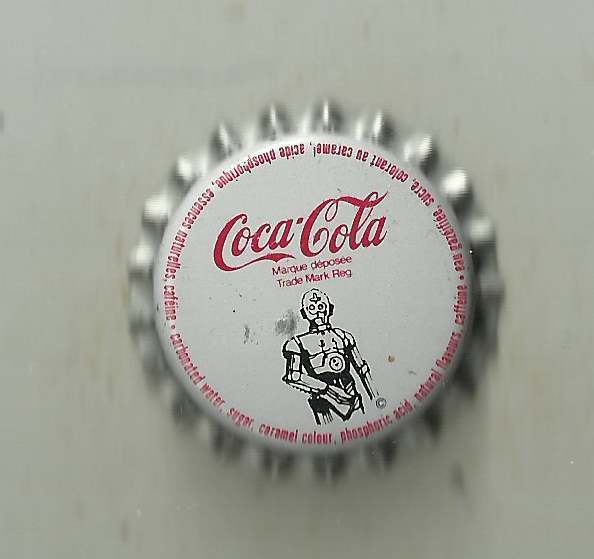 Coca-Cola
Marque déposée
Trade Mark Reg.
©
eau gazéifiée, sucre, colorant au caramel, acide phosphorique, essences naturelles, caféine •
carbonated water, sugar, caramel colour, phosphoric acid, natural flavours, caffeine •